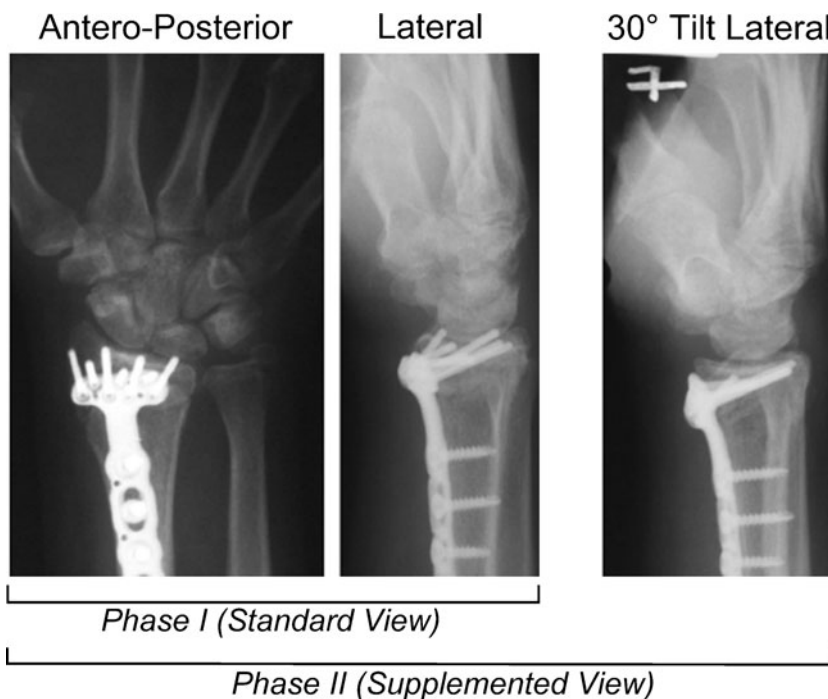 Antero-Posterior
Lateral
30° Tilt Lateral
Phase I (Standard View)
Phase II (Supplemented View)